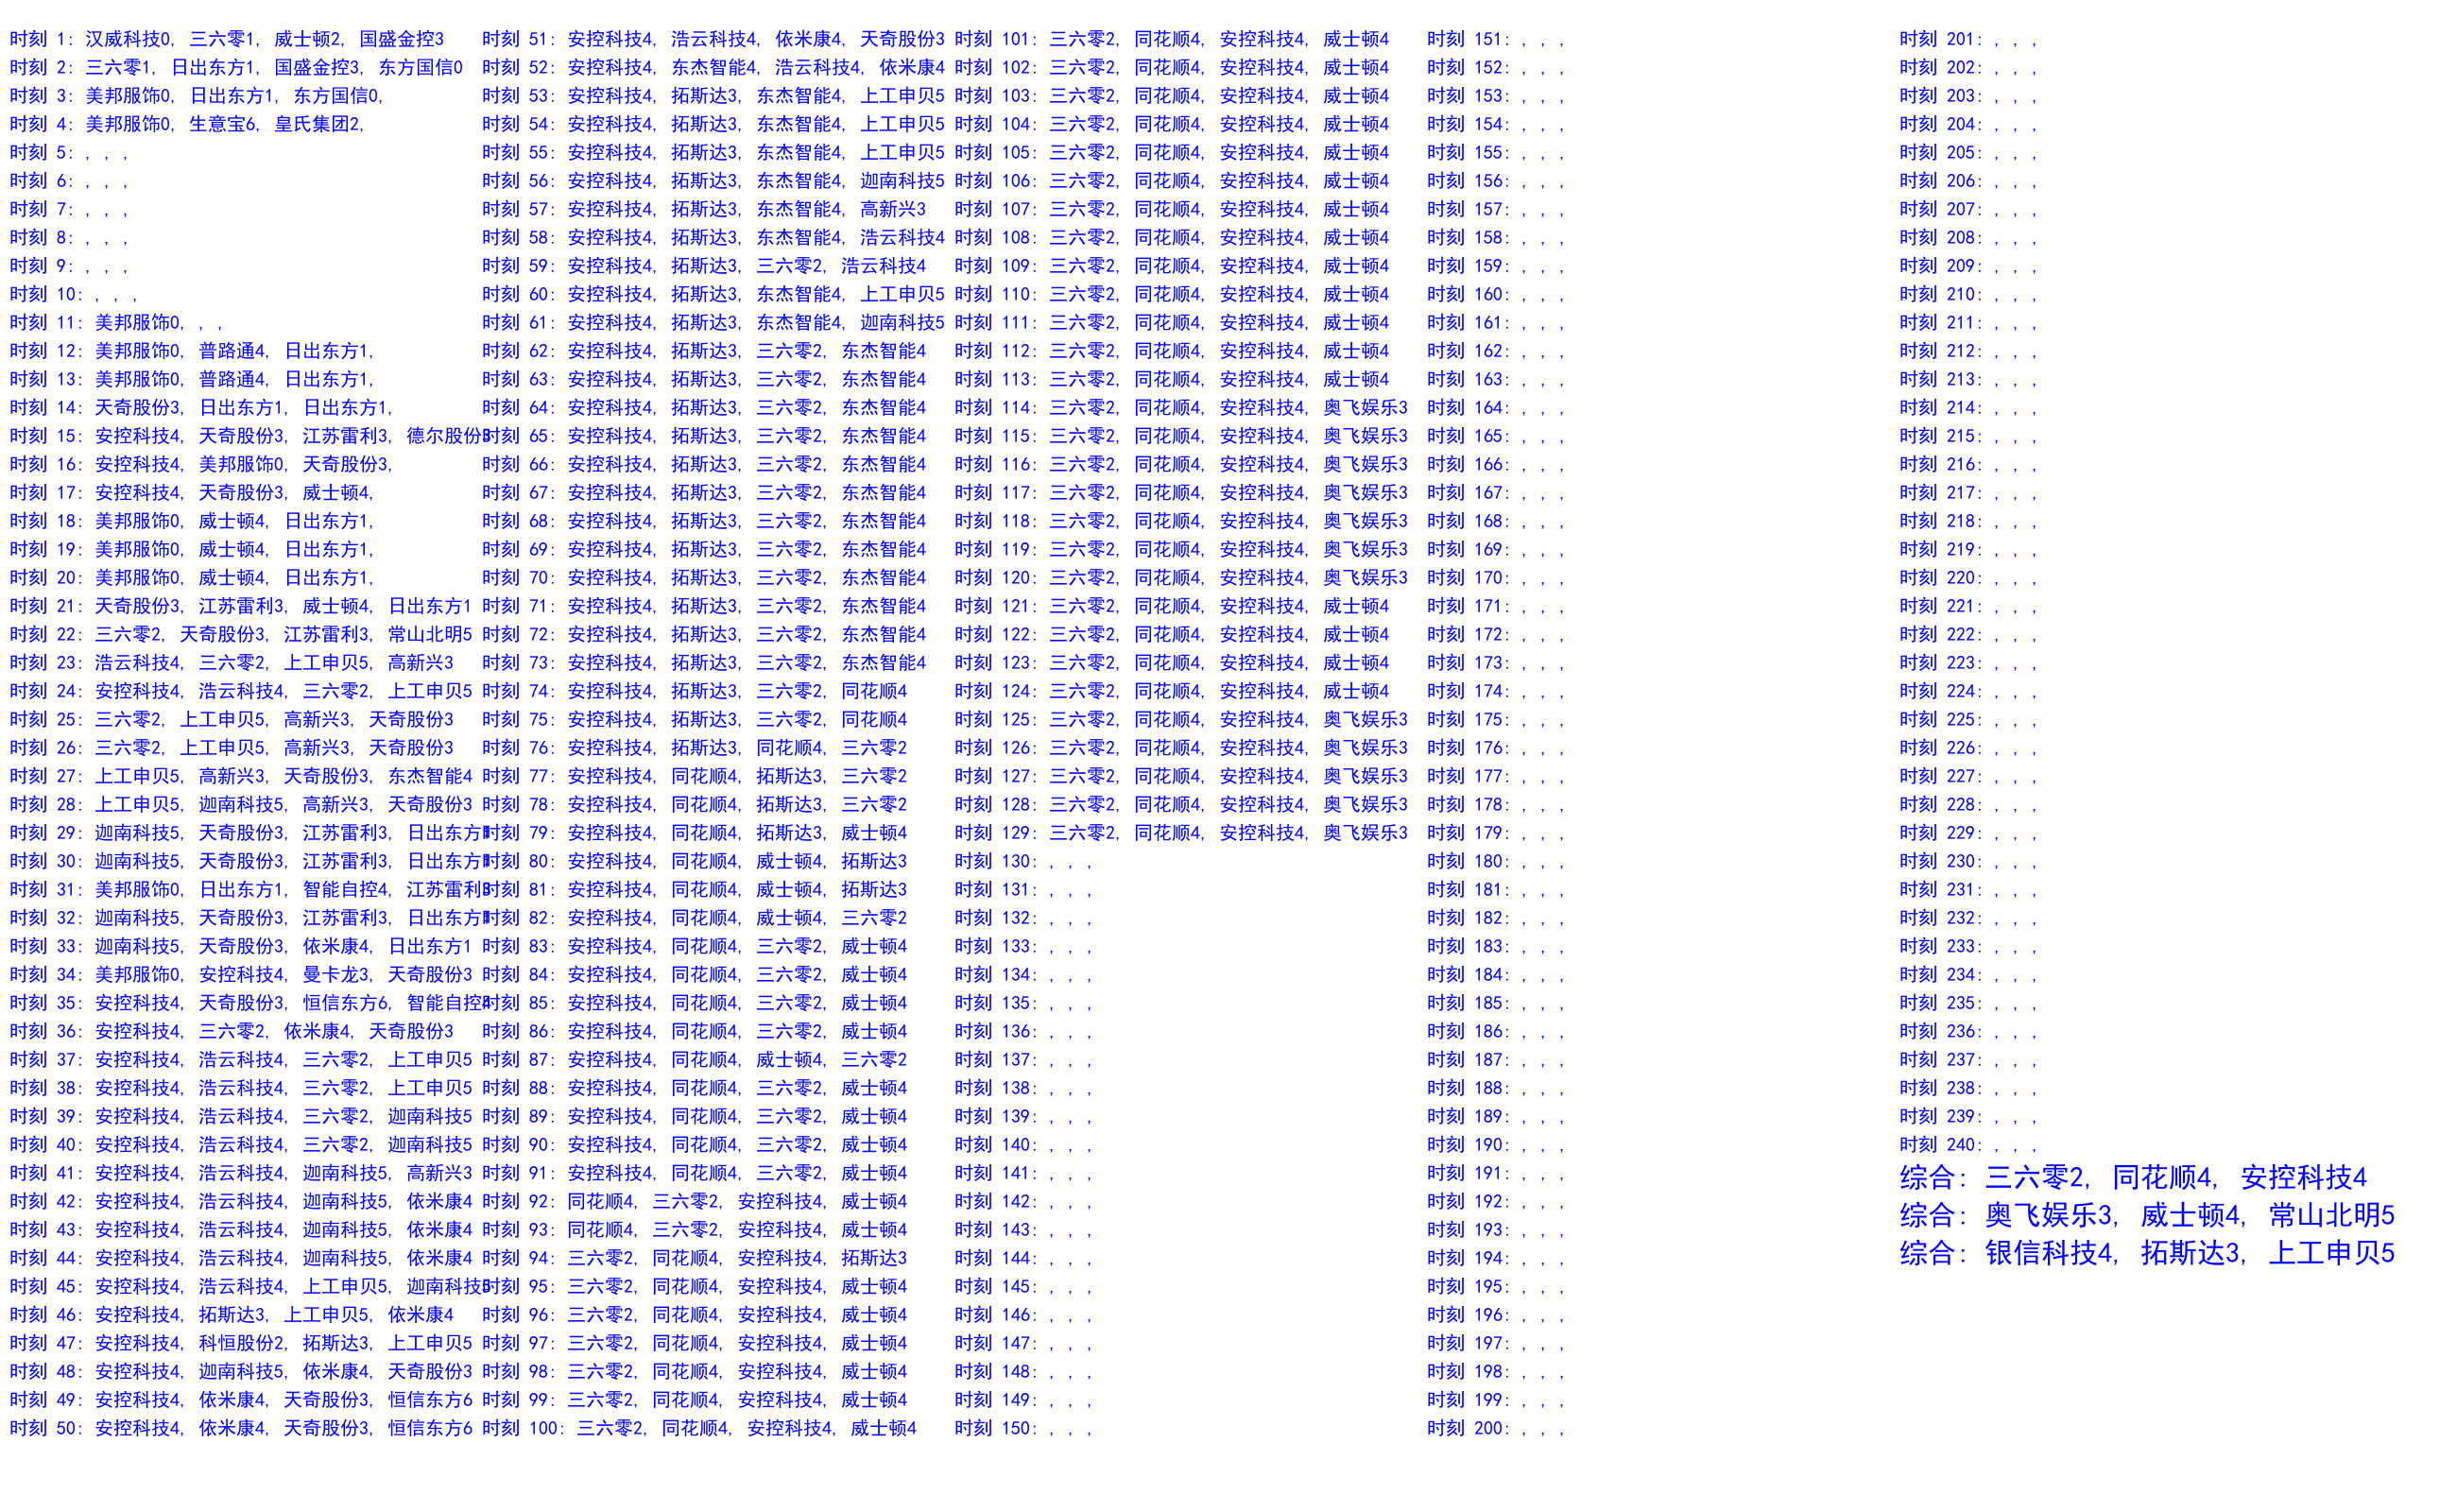 时刻 1: 汉威科技0, 三六零1, 威士顿2, 国盛金控3
时刻 2: 三六零1, 日出东方1, 国盛金控3, 东方国信0
时刻 3: 美邦服饰0, 日出东方1, 东方国信0,
时刻 4: 美邦服饰0, 生意宝6, 皇氏集团2,
时刻 5: , , ,
时刻 6: , , ,
时刻 7: , , ,
时刻 8: , , ,
时刻 9: , , ,
时刻 10: , , ,
时刻 11: 美邦服饰0, , ,
时刻 12: 美邦服饰0, 普路通4, 日出东方1,
时刻 13: 美邦服饰0, 普路通4, 日出东方1,
时刻 14: 天奇股份3, 日出东方1, 日出东方1,
时刻 15: 安控科技4, 天奇股份3, 江苏雷利3, 德尔股份3
时刻 16: 安控科技4, 美邦服饰0, 天奇股份3,
时刻 17: 安控科技4, 天奇股份3, 威士顿4,
时刻 18: 美邦服饰0, 威士顿4, 日出东方1,
时刻 19: 美邦服饰0, 威士顿4, 日出东方1,
时刻 20: 美邦服饰0, 威士顿4, 日出东方1,
时刻 21: 天奇股份3, 江苏雷利3, 威士顿4, 日出东方1
时刻 22: 三六零2, 天奇股份3, 江苏雷利3, 常山北明5
时刻 23: 浩云科技4, 三六零2, 上工申贝5, 高新兴3
时刻 24: 安控科技4, 浩云科技4, 三六零2, 上工申贝5
时刻 25: 三六零2, 上工申贝5, 高新兴3, 天奇股份3
时刻 26: 三六零2, 上工申贝5, 高新兴3, 天奇股份3
时刻 27: 上工申贝5, 高新兴3, 天奇股份3, 东杰智能4
时刻 28: 上工申贝5, 迦南科技5, 高新兴3, 天奇股份3
时刻 29: 迦南科技5, 天奇股份3, 江苏雷利3, 日出东方1
时刻 30: 迦南科技5, 天奇股份3, 江苏雷利3, 日出东方1
时刻 31: 美邦服饰0, 日出东方1, 智能自控4, 江苏雷利3
时刻 32: 迦南科技5, 天奇股份3, 江苏雷利3, 日出东方1
时刻 33: 迦南科技5, 天奇股份3, 依米康4, 日出东方1
时刻 34: 美邦服饰0, 安控科技4, 曼卡龙3, 天奇股份3
时刻 35: 安控科技4, 天奇股份3, 恒信东方6, 智能自控4
时刻 36: 安控科技4, 三六零2, 依米康4, 天奇股份3
时刻 37: 安控科技4, 浩云科技4, 三六零2, 上工申贝5
时刻 38: 安控科技4, 浩云科技4, 三六零2, 上工申贝5
时刻 39: 安控科技4, 浩云科技4, 三六零2, 迦南科技5
时刻 40: 安控科技4, 浩云科技4, 三六零2, 迦南科技5
时刻 41: 安控科技4, 浩云科技4, 迦南科技5, 高新兴3
时刻 42: 安控科技4, 浩云科技4, 迦南科技5, 依米康4
时刻 43: 安控科技4, 浩云科技4, 迦南科技5, 依米康4
时刻 44: 安控科技4, 浩云科技4, 迦南科技5, 依米康4
时刻 45: 安控科技4, 浩云科技4, 上工申贝5, 迦南科技5
时刻 46: 安控科技4, 拓斯达3, 上工申贝5, 依米康4
时刻 47: 安控科技4, 科恒股份2, 拓斯达3, 上工申贝5
时刻 48: 安控科技4, 迦南科技5, 依米康4, 天奇股份3
时刻 49: 安控科技4, 依米康4, 天奇股份3, 恒信东方6
时刻 50: 安控科技4, 依米康4, 天奇股份3, 恒信东方6
时刻 51: 安控科技4, 浩云科技4, 依米康4, 天奇股份3
时刻 52: 安控科技4, 东杰智能4, 浩云科技4, 依米康4
时刻 53: 安控科技4, 拓斯达3, 东杰智能4, 上工申贝5
时刻 54: 安控科技4, 拓斯达3, 东杰智能4, 上工申贝5
时刻 55: 安控科技4, 拓斯达3, 东杰智能4, 上工申贝5
时刻 56: 安控科技4, 拓斯达3, 东杰智能4, 迦南科技5
时刻 57: 安控科技4, 拓斯达3, 东杰智能4, 高新兴3
时刻 58: 安控科技4, 拓斯达3, 东杰智能4, 浩云科技4
时刻 59: 安控科技4, 拓斯达3, 三六零2, 浩云科技4
时刻 60: 安控科技4, 拓斯达3, 东杰智能4, 上工申贝5
时刻 61: 安控科技4, 拓斯达3, 东杰智能4, 迦南科技5
时刻 62: 安控科技4, 拓斯达3, 三六零2, 东杰智能4
时刻 63: 安控科技4, 拓斯达3, 三六零2, 东杰智能4
时刻 64: 安控科技4, 拓斯达3, 三六零2, 东杰智能4
时刻 65: 安控科技4, 拓斯达3, 三六零2, 东杰智能4
时刻 66: 安控科技4, 拓斯达3, 三六零2, 东杰智能4
时刻 67: 安控科技4, 拓斯达3, 三六零2, 东杰智能4
时刻 68: 安控科技4, 拓斯达3, 三六零2, 东杰智能4
时刻 69: 安控科技4, 拓斯达3, 三六零2, 东杰智能4
时刻 70: 安控科技4, 拓斯达3, 三六零2, 东杰智能4
时刻 71: 安控科技4, 拓斯达3, 三六零2, 东杰智能4
时刻 72: 安控科技4, 拓斯达3, 三六零2, 东杰智能4
时刻 73: 安控科技4, 拓斯达3, 三六零2, 东杰智能4
时刻 74: 安控科技4, 拓斯达3, 三六零2, 同花顺4
时刻 75: 安控科技4, 拓斯达3, 三六零2, 同花顺4
时刻 76: 安控科技4, 拓斯达3, 同花顺4, 三六零2
时刻 77: 安控科技4, 同花顺4, 拓斯达3, 三六零2
时刻 78: 安控科技4, 同花顺4, 拓斯达3, 三六零2
时刻 79: 安控科技4, 同花顺4, 拓斯达3, 威士顿4
时刻 80: 安控科技4, 同花顺4, 威士顿4, 拓斯达3
时刻 81: 安控科技4, 同花顺4, 威士顿4, 拓斯达3
时刻 82: 安控科技4, 同花顺4, 威士顿4, 三六零2
时刻 83: 安控科技4, 同花顺4, 三六零2, 威士顿4
时刻 84: 安控科技4, 同花顺4, 三六零2, 威士顿4
时刻 85: 安控科技4, 同花顺4, 三六零2, 威士顿4
时刻 86: 安控科技4, 同花顺4, 三六零2, 威士顿4
时刻 87: 安控科技4, 同花顺4, 威士顿4, 三六零2
时刻 88: 安控科技4, 同花顺4, 三六零2, 威士顿4
时刻 89: 安控科技4, 同花顺4, 三六零2, 威士顿4
时刻 90: 安控科技4, 同花顺4, 三六零2, 威士顿4
时刻 91: 安控科技4, 同花顺4, 三六零2, 威士顿4
时刻 92: 同花顺4, 三六零2, 安控科技4, 威士顿4
时刻 93: 同花顺4, 三六零2, 安控科技4, 威士顿4
时刻 94: 三六零2, 同花顺4, 安控科技4, 拓斯达3
时刻 95: 三六零2, 同花顺4, 安控科技4, 威士顿4
时刻 96: 三六零2, 同花顺4, 安控科技4, 威士顿4
时刻 97: 三六零2, 同花顺4, 安控科技4, 威士顿4
时刻 98: 三六零2, 同花顺4, 安控科技4, 威士顿4
时刻 99: 三六零2, 同花顺4, 安控科技4, 威士顿4
时刻 100: 三六零2, 同花顺4, 安控科技4, 威士顿4
时刻 101: 三六零2, 同花顺4, 安控科技4, 威士顿4
时刻 102: 三六零2, 同花顺4, 安控科技4, 威士顿4
时刻 103: 三六零2, 同花顺4, 安控科技4, 威士顿4
时刻 104: 三六零2, 同花顺4, 安控科技4, 威士顿4
时刻 105: 三六零2, 同花顺4, 安控科技4, 威士顿4
时刻 106: 三六零2, 同花顺4, 安控科技4, 威士顿4
时刻 107: 三六零2, 同花顺4, 安控科技4, 威士顿4
时刻 108: 三六零2, 同花顺4, 安控科技4, 威士顿4
时刻 109: 三六零2, 同花顺4, 安控科技4, 威士顿4
时刻 110: 三六零2, 同花顺4, 安控科技4, 威士顿4
时刻 111: 三六零2, 同花顺4, 安控科技4, 威士顿4
时刻 112: 三六零2, 同花顺4, 安控科技4, 威士顿4
时刻 113: 三六零2, 同花顺4, 安控科技4, 威士顿4
时刻 114: 三六零2, 同花顺4, 安控科技4, 奥飞娱乐3
时刻 115: 三六零2, 同花顺4, 安控科技4, 奥飞娱乐3
时刻 116: 三六零2, 同花顺4, 安控科技4, 奥飞娱乐3
时刻 117: 三六零2, 同花顺4, 安控科技4, 奥飞娱乐3
时刻 118: 三六零2, 同花顺4, 安控科技4, 奥飞娱乐3
时刻 119: 三六零2, 同花顺4, 安控科技4, 奥飞娱乐3
时刻 120: 三六零2, 同花顺4, 安控科技4, 奥飞娱乐3
时刻 121: 三六零2, 同花顺4, 安控科技4, 威士顿4
时刻 122: 三六零2, 同花顺4, 安控科技4, 威士顿4
时刻 123: 三六零2, 同花顺4, 安控科技4, 威士顿4
时刻 124: 三六零2, 同花顺4, 安控科技4, 威士顿4
时刻 125: 三六零2, 同花顺4, 安控科技4, 奥飞娱乐3
时刻 126: 三六零2, 同花顺4, 安控科技4, 奥飞娱乐3
时刻 127: 三六零2, 同花顺4, 安控科技4, 奥飞娱乐3
时刻 128: 三六零2, 同花顺4, 安控科技4, 奥飞娱乐3
时刻 129: 三六零2, 同花顺4, 安控科技4, 奥飞娱乐3
时刻 130: , , ,
时刻 131: , , ,
时刻 132: , , ,
时刻 133: , , ,
时刻 134: , , ,
时刻 135: , , ,
时刻 136: , , ,
时刻 137: , , ,
时刻 138: , , ,
时刻 139: , , ,
时刻 140: , , ,
时刻 141: , , ,
时刻 142: , , ,
时刻 143: , , ,
时刻 144: , , ,
时刻 145: , , ,
时刻 146: , , ,
时刻 147: , , ,
时刻 148: , , ,
时刻 149: , , ,
时刻 150: , , ,
时刻 151: , , ,
时刻 152: , , ,
时刻 153: , , ,
时刻 154: , , ,
时刻 155: , , ,
时刻 156: , , ,
时刻 157: , , ,
时刻 158: , , ,
时刻 159: , , ,
时刻 160: , , ,
时刻 161: , , ,
时刻 162: , , ,
时刻 163: , , ,
时刻 164: , , ,
时刻 165: , , ,
时刻 166: , , ,
时刻 167: , , ,
时刻 168: , , ,
时刻 169: , , ,
时刻 170: , , ,
时刻 171: , , ,
时刻 172: , , ,
时刻 173: , , ,
时刻 174: , , ,
时刻 175: , , ,
时刻 176: , , ,
时刻 177: , , ,
时刻 178: , , ,
时刻 179: , , ,
时刻 180: , , ,
时刻 181: , , ,
时刻 182: , , ,
时刻 183: , , ,
时刻 184: , , ,
时刻 185: , , ,
时刻 186: , , ,
时刻 187: , , ,
时刻 188: , , ,
时刻 189: , , ,
时刻 190: , , ,
时刻 191: , , ,
时刻 192: , , ,
时刻 193: , , ,
时刻 194: , , ,
时刻 195: , , ,
时刻 196: , , ,
时刻 197: , , ,
时刻 198: , , ,
时刻 199: , , ,
时刻 200: , , ,
时刻 201: , , ,
时刻 202: , , ,
时刻 203: , , ,
时刻 204: , , ,
时刻 205: , , ,
时刻 206: , , ,
时刻 207: , , ,
时刻 208: , , ,
时刻 209: , , ,
时刻 210: , , ,
时刻 211: , , ,
时刻 212: , , ,
时刻 213: , , ,
时刻 214: , , ,
时刻 215: , , ,
时刻 216: , , ,
时刻 217: , , ,
时刻 218: , , ,
时刻 219: , , ,
时刻 220: , , ,
时刻 221: , , ,
时刻 222: , , ,
时刻 223: , , ,
时刻 224: , , ,
时刻 225: , , ,
时刻 226: , , ,
时刻 227: , , ,
时刻 228: , , ,
时刻 229: , , ,
时刻 230: , , ,
时刻 231: , , ,
时刻 232: , , ,
时刻 233: , , ,
时刻 234: , , ,
时刻 235: , , ,
时刻 236: , , ,
时刻 237: , , ,
时刻 238: , , ,
时刻 239: , , ,
时刻 240: , , ,
综合: 三六零2, 同花顺4, 安控科技4
综合: 奥飞娱乐3, 威士顿4, 常山北明5
综合: 银信科技4, 拓斯达3, 上工申贝5